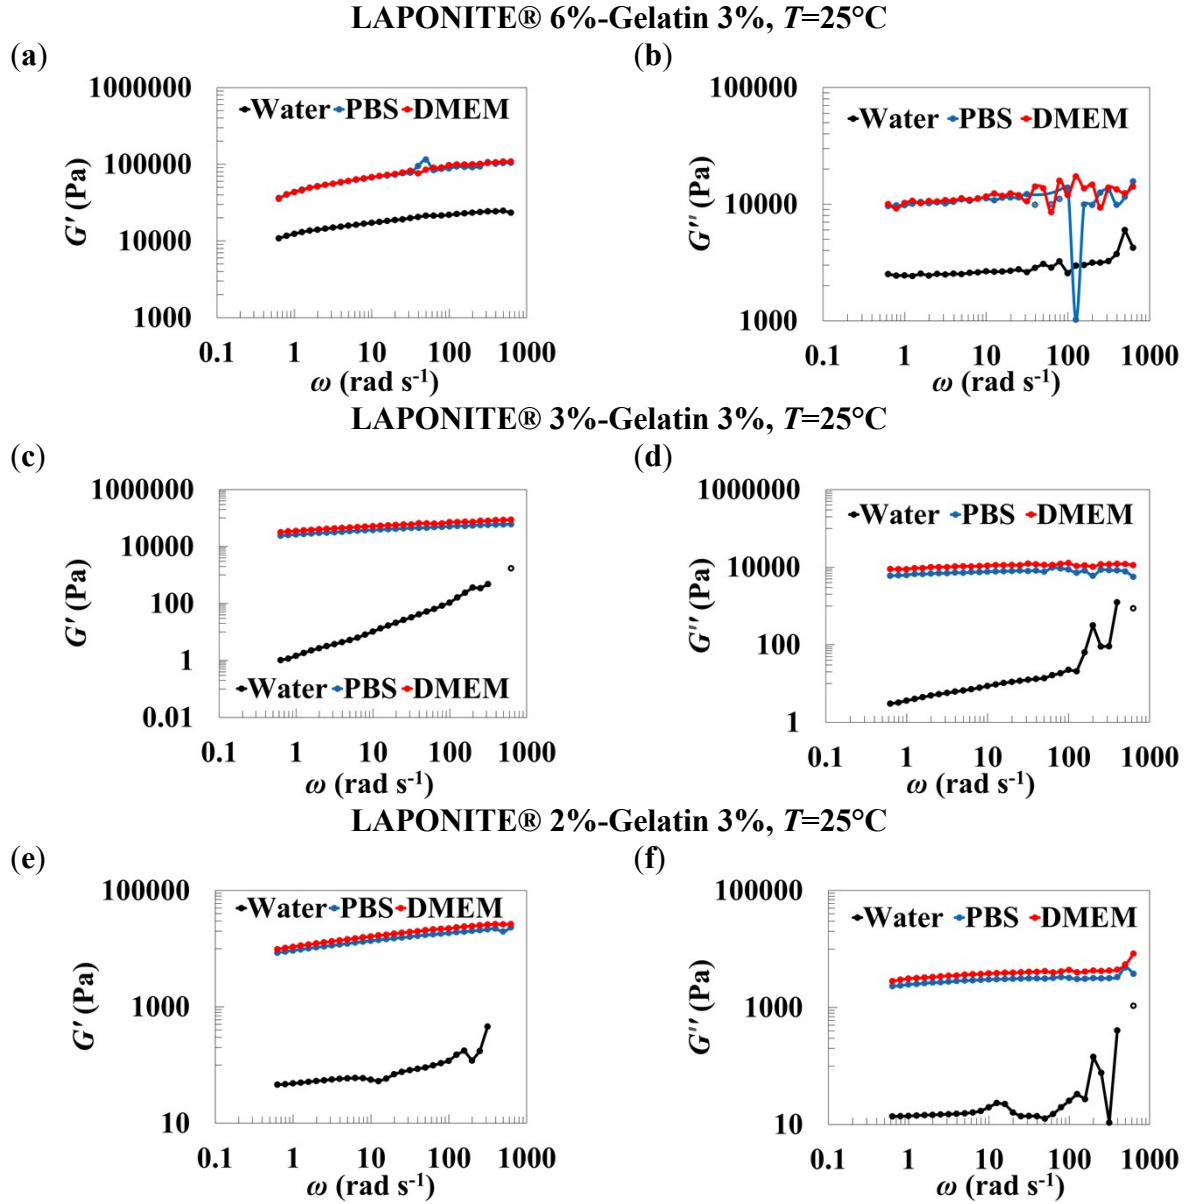 LAPONITE® 6%-Gelatin 3%, T=25°C
(a)
(b)
1000000
100000
10000
1000
G′ (Pa)
Water PBS DMEM
0.1 1 10 100 1000
ω (rad s-1)
100000
10000
1000
G′′ (Pa)
Water PBS DMEM
0.1 1 10 100 1000
ω (rad s-1)
LAPONITE® 3%-Gelatin 3%, T=25°C
(c)
(d)
1000000
10000
100
1
0.01
G′ (Pa)
Water PBS DMEM
0.1 1 10 100 1000
ω (rad s-1)
1000000
10000
100
1
G′′ (Pa)
Water PBS DMEM
0.1 1 10 100 1000
ω (rad s-1)
LAPONITE® 2%-Gelatin 3%, T=25°C
(e)
(f)
100000
1000
10
G′ (Pa)
Water PBS DMEM
0.1 1 10 100 1000
ω (rad s-1)
100000
1000
10
G′′ (Pa)
Water PBS DMEM
0.1 1 10 100 1000
ω (rad s-1)